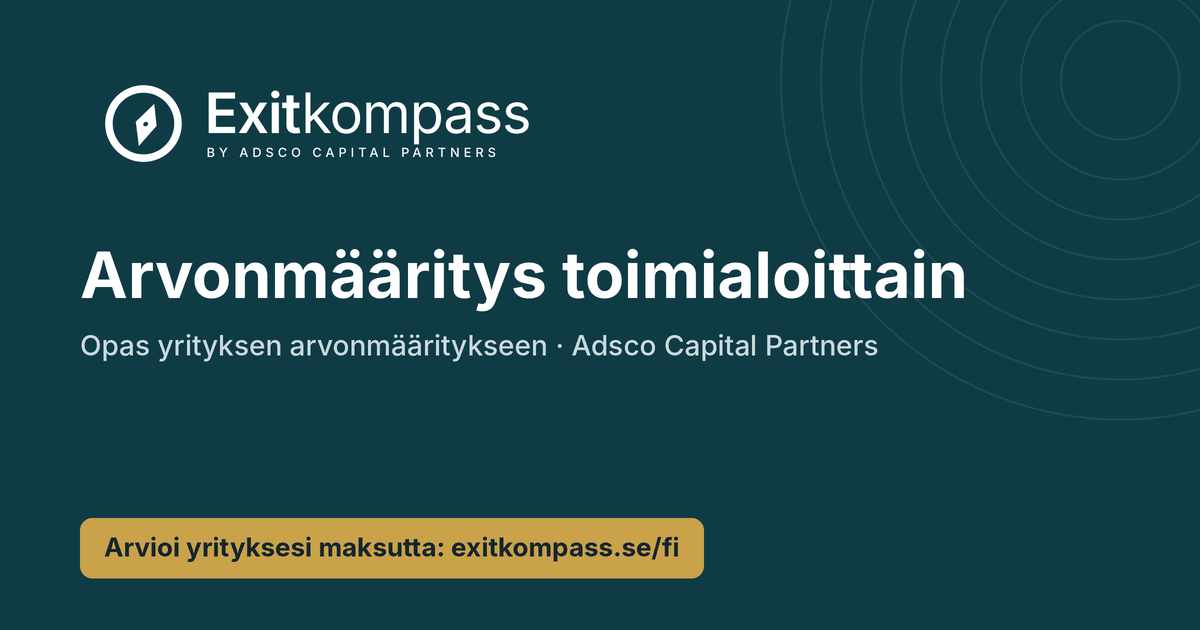 Exitkompass
BY ADSCO CAPITAL PARTNERS
Arvonmääritys toimialoittain
Opas yrityksen arvonmääritykseen · Adsco Capital Partners
Arvioi yrityksesi maksutta: exitkompass.se/fi